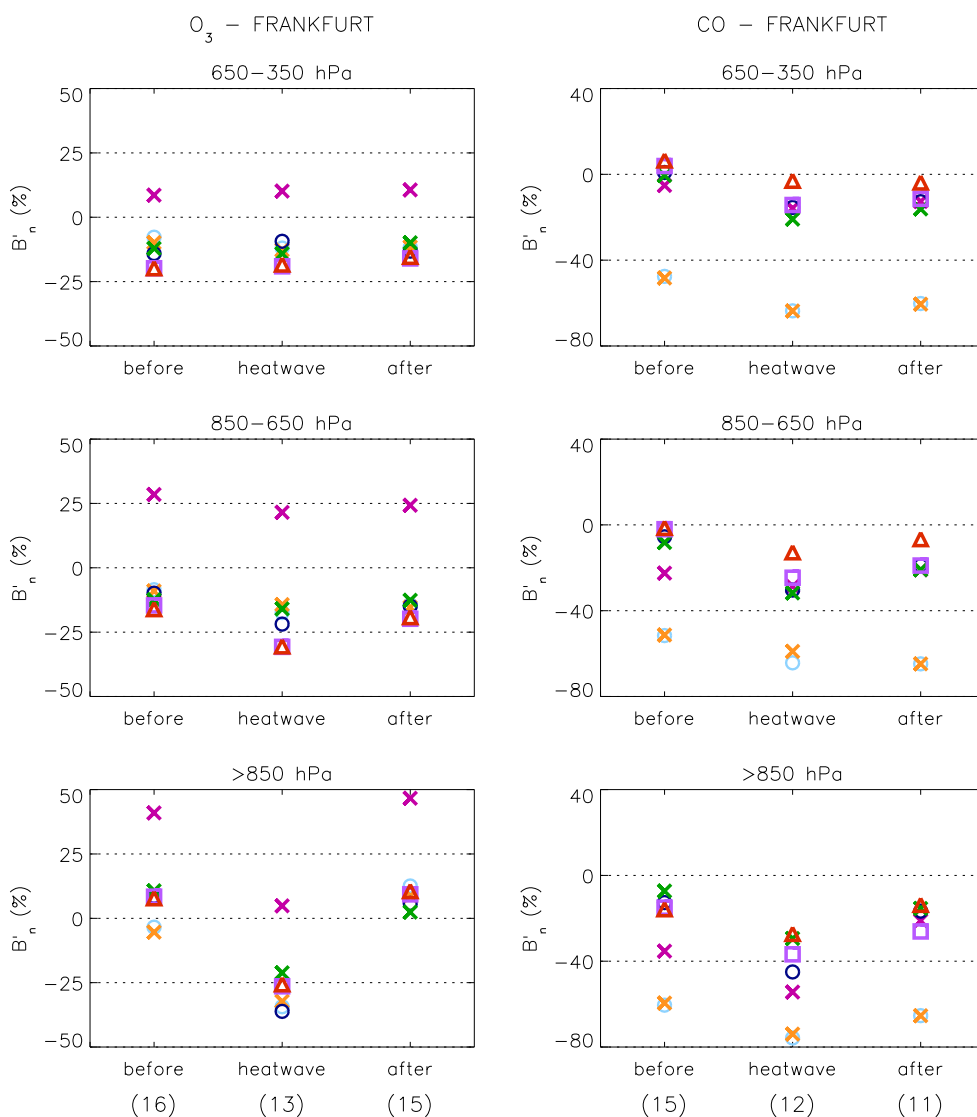 O3 – FRANKFURT
CO – FRANKFURT
650–350 hPa
650–350 hPa
50
25
0
−25
−50
B'n (%)
before heatwave after
40
0
−40
−80
B'n (%)
before heatwave after
850–650 hPa
850–650 hPa
50
25
0
−25
−50
B'n (%)
before heatwave after
40
0
−40
−80
B'n (%)
before heatwave after
>850 hPa
>850 hPa
50
25
0
−25
−50
B'n (%)
before heatwave after
(16) (13) (15)
40
0
−40
−80
B'n (%)
before heatwave after
(15) (12) (11)